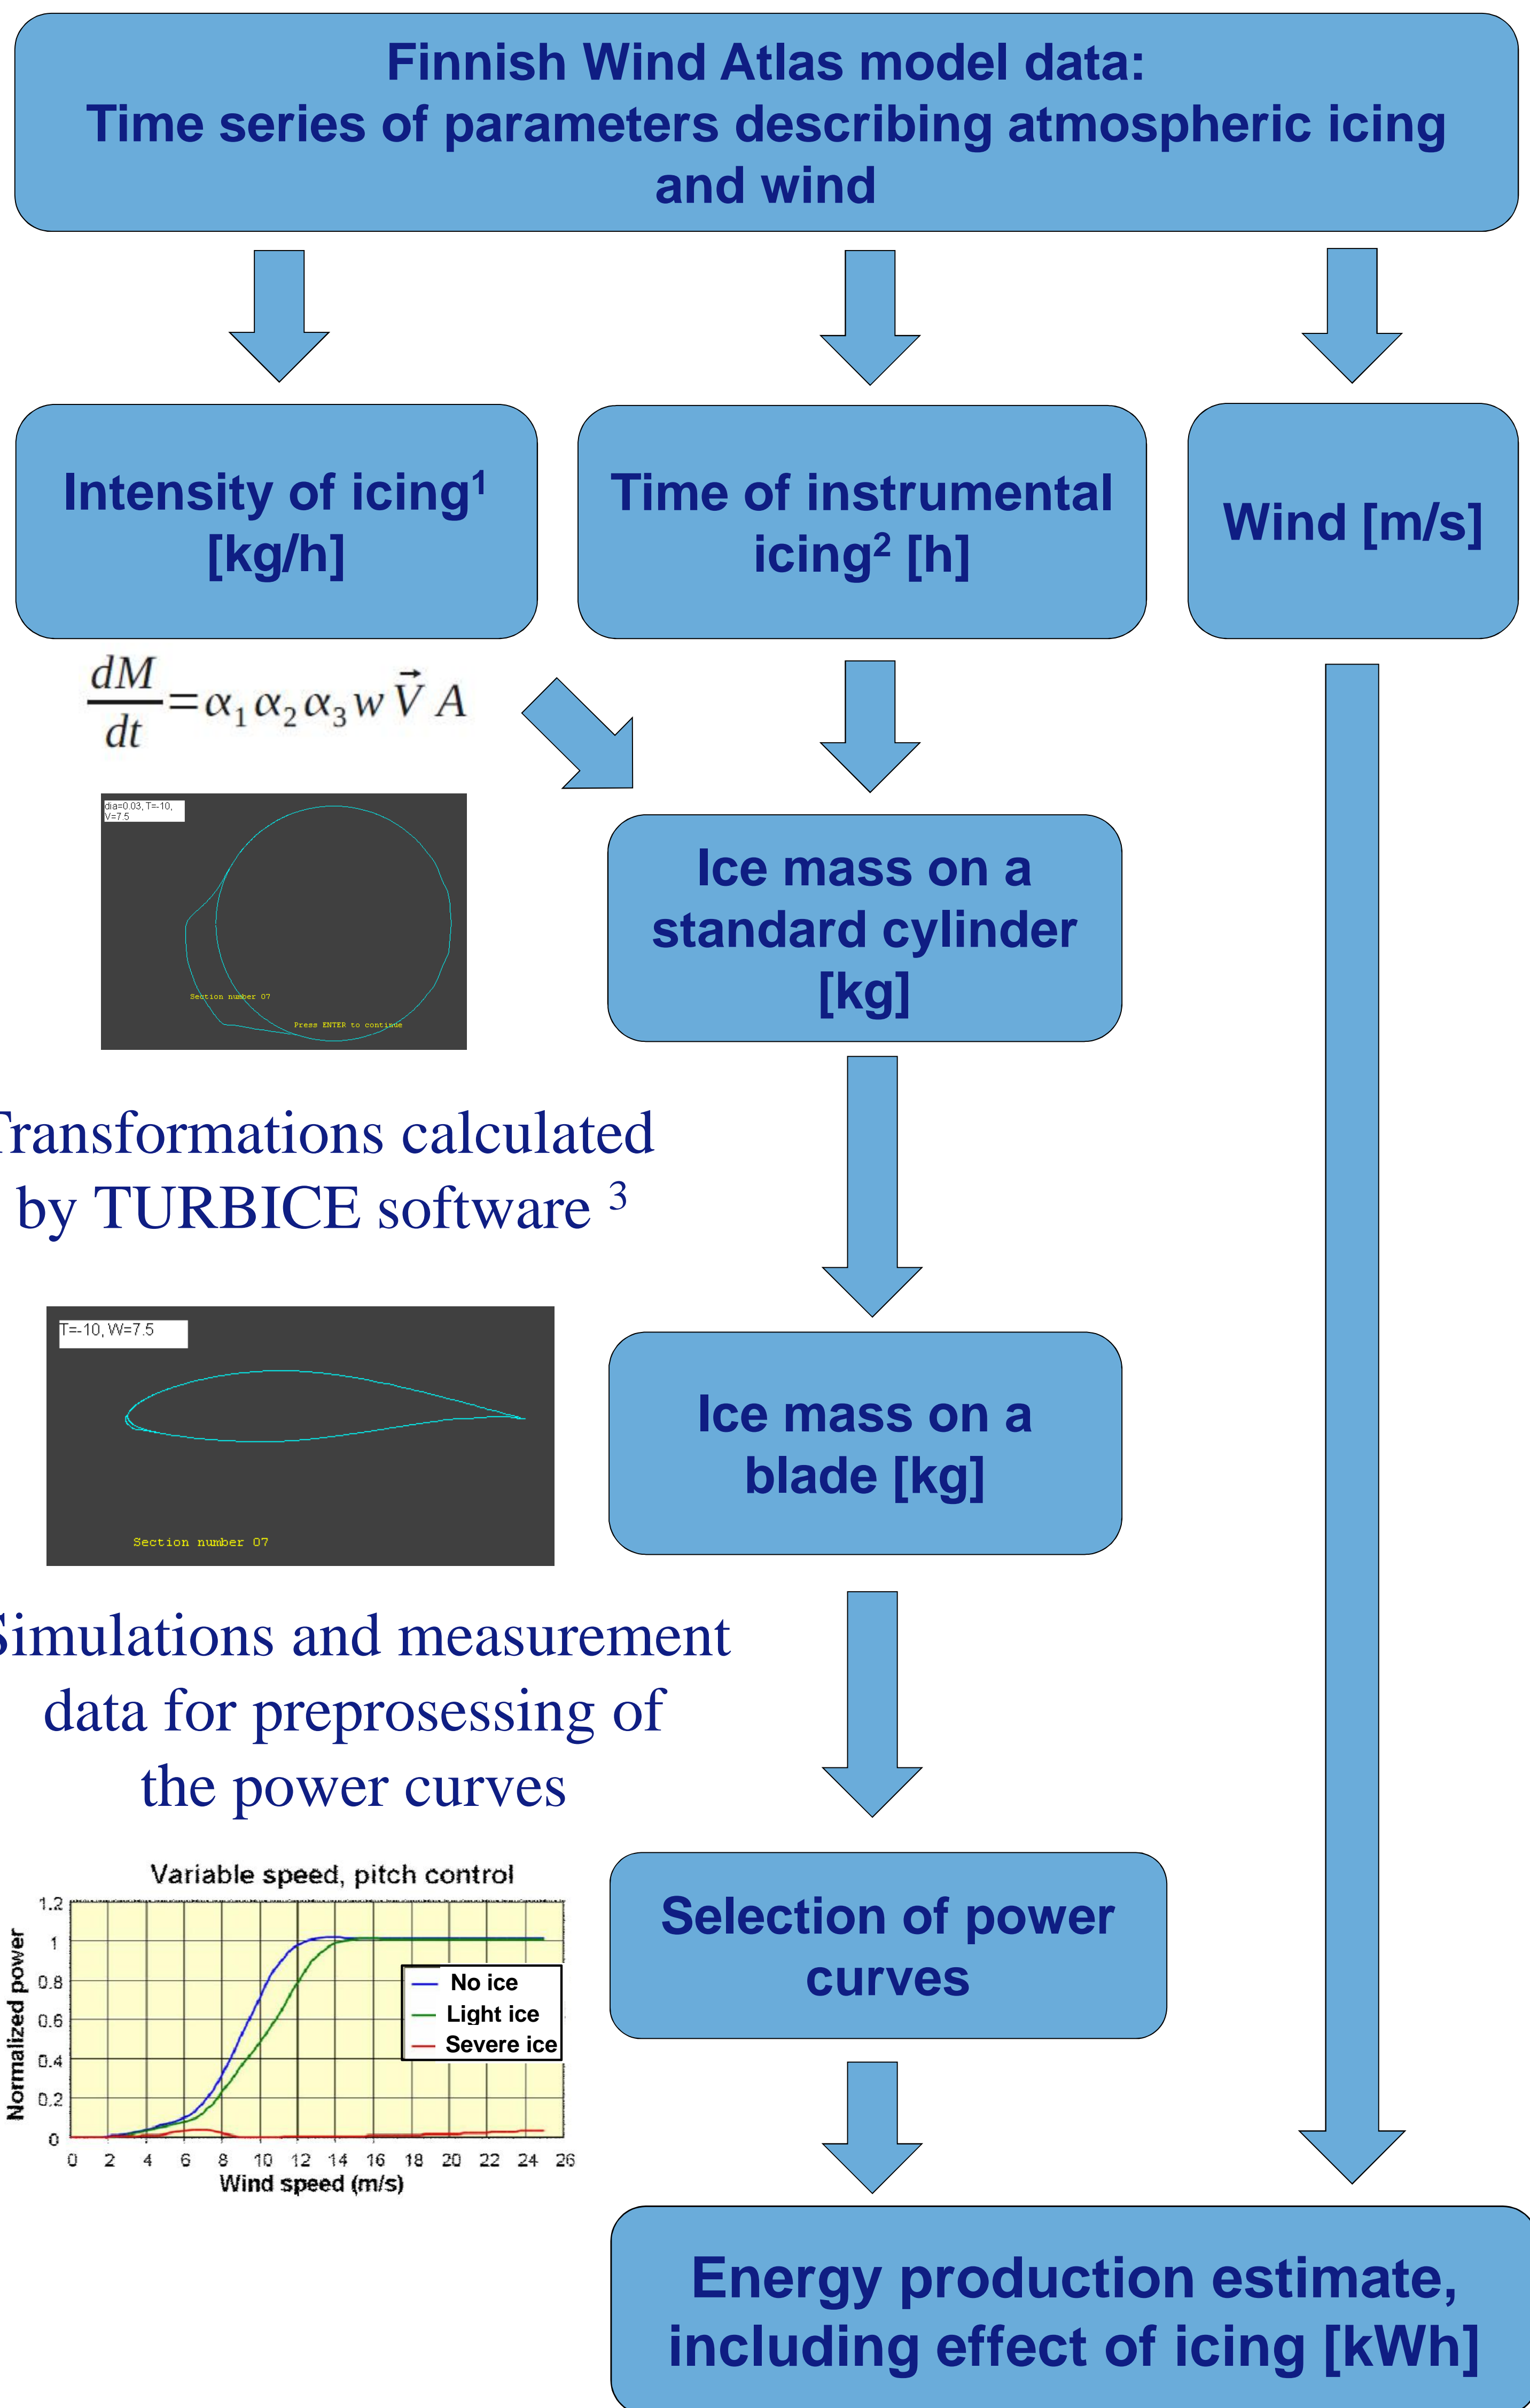 Finnish Wind Atlas model data:
Time series of parameters describing atmospheric icing
and wind
Intensity of icing¹
[kg/h]
Time of instrumental
icing² [h]
Wind [m/s]
dM/dt = α₁ α₂ α₃ w V⃗ A
dia=0.03, T=-10,
V=7.5
Section number 07
Press ENTER to continue
Ice mass on a
standard cylinder
[kg]
Transformations calculated
by TURBICE software ³
T=-10, W=7.5
Section number 07
Ice mass on a
blade [kg]
Simulations and measurement
data for preprosessing of
the power curves
Variable speed, pitch control
Normalized power
1.2
1
0.8
0.6
0.4
0.2
0
No ice
Light ice
Severe ice
0 2 4 6 8 10 12 14 16 18 20 22 24 26
Wind speed (m/s)
Selection of power
curves
Energy production estimate,
including effect of icing [kWh]